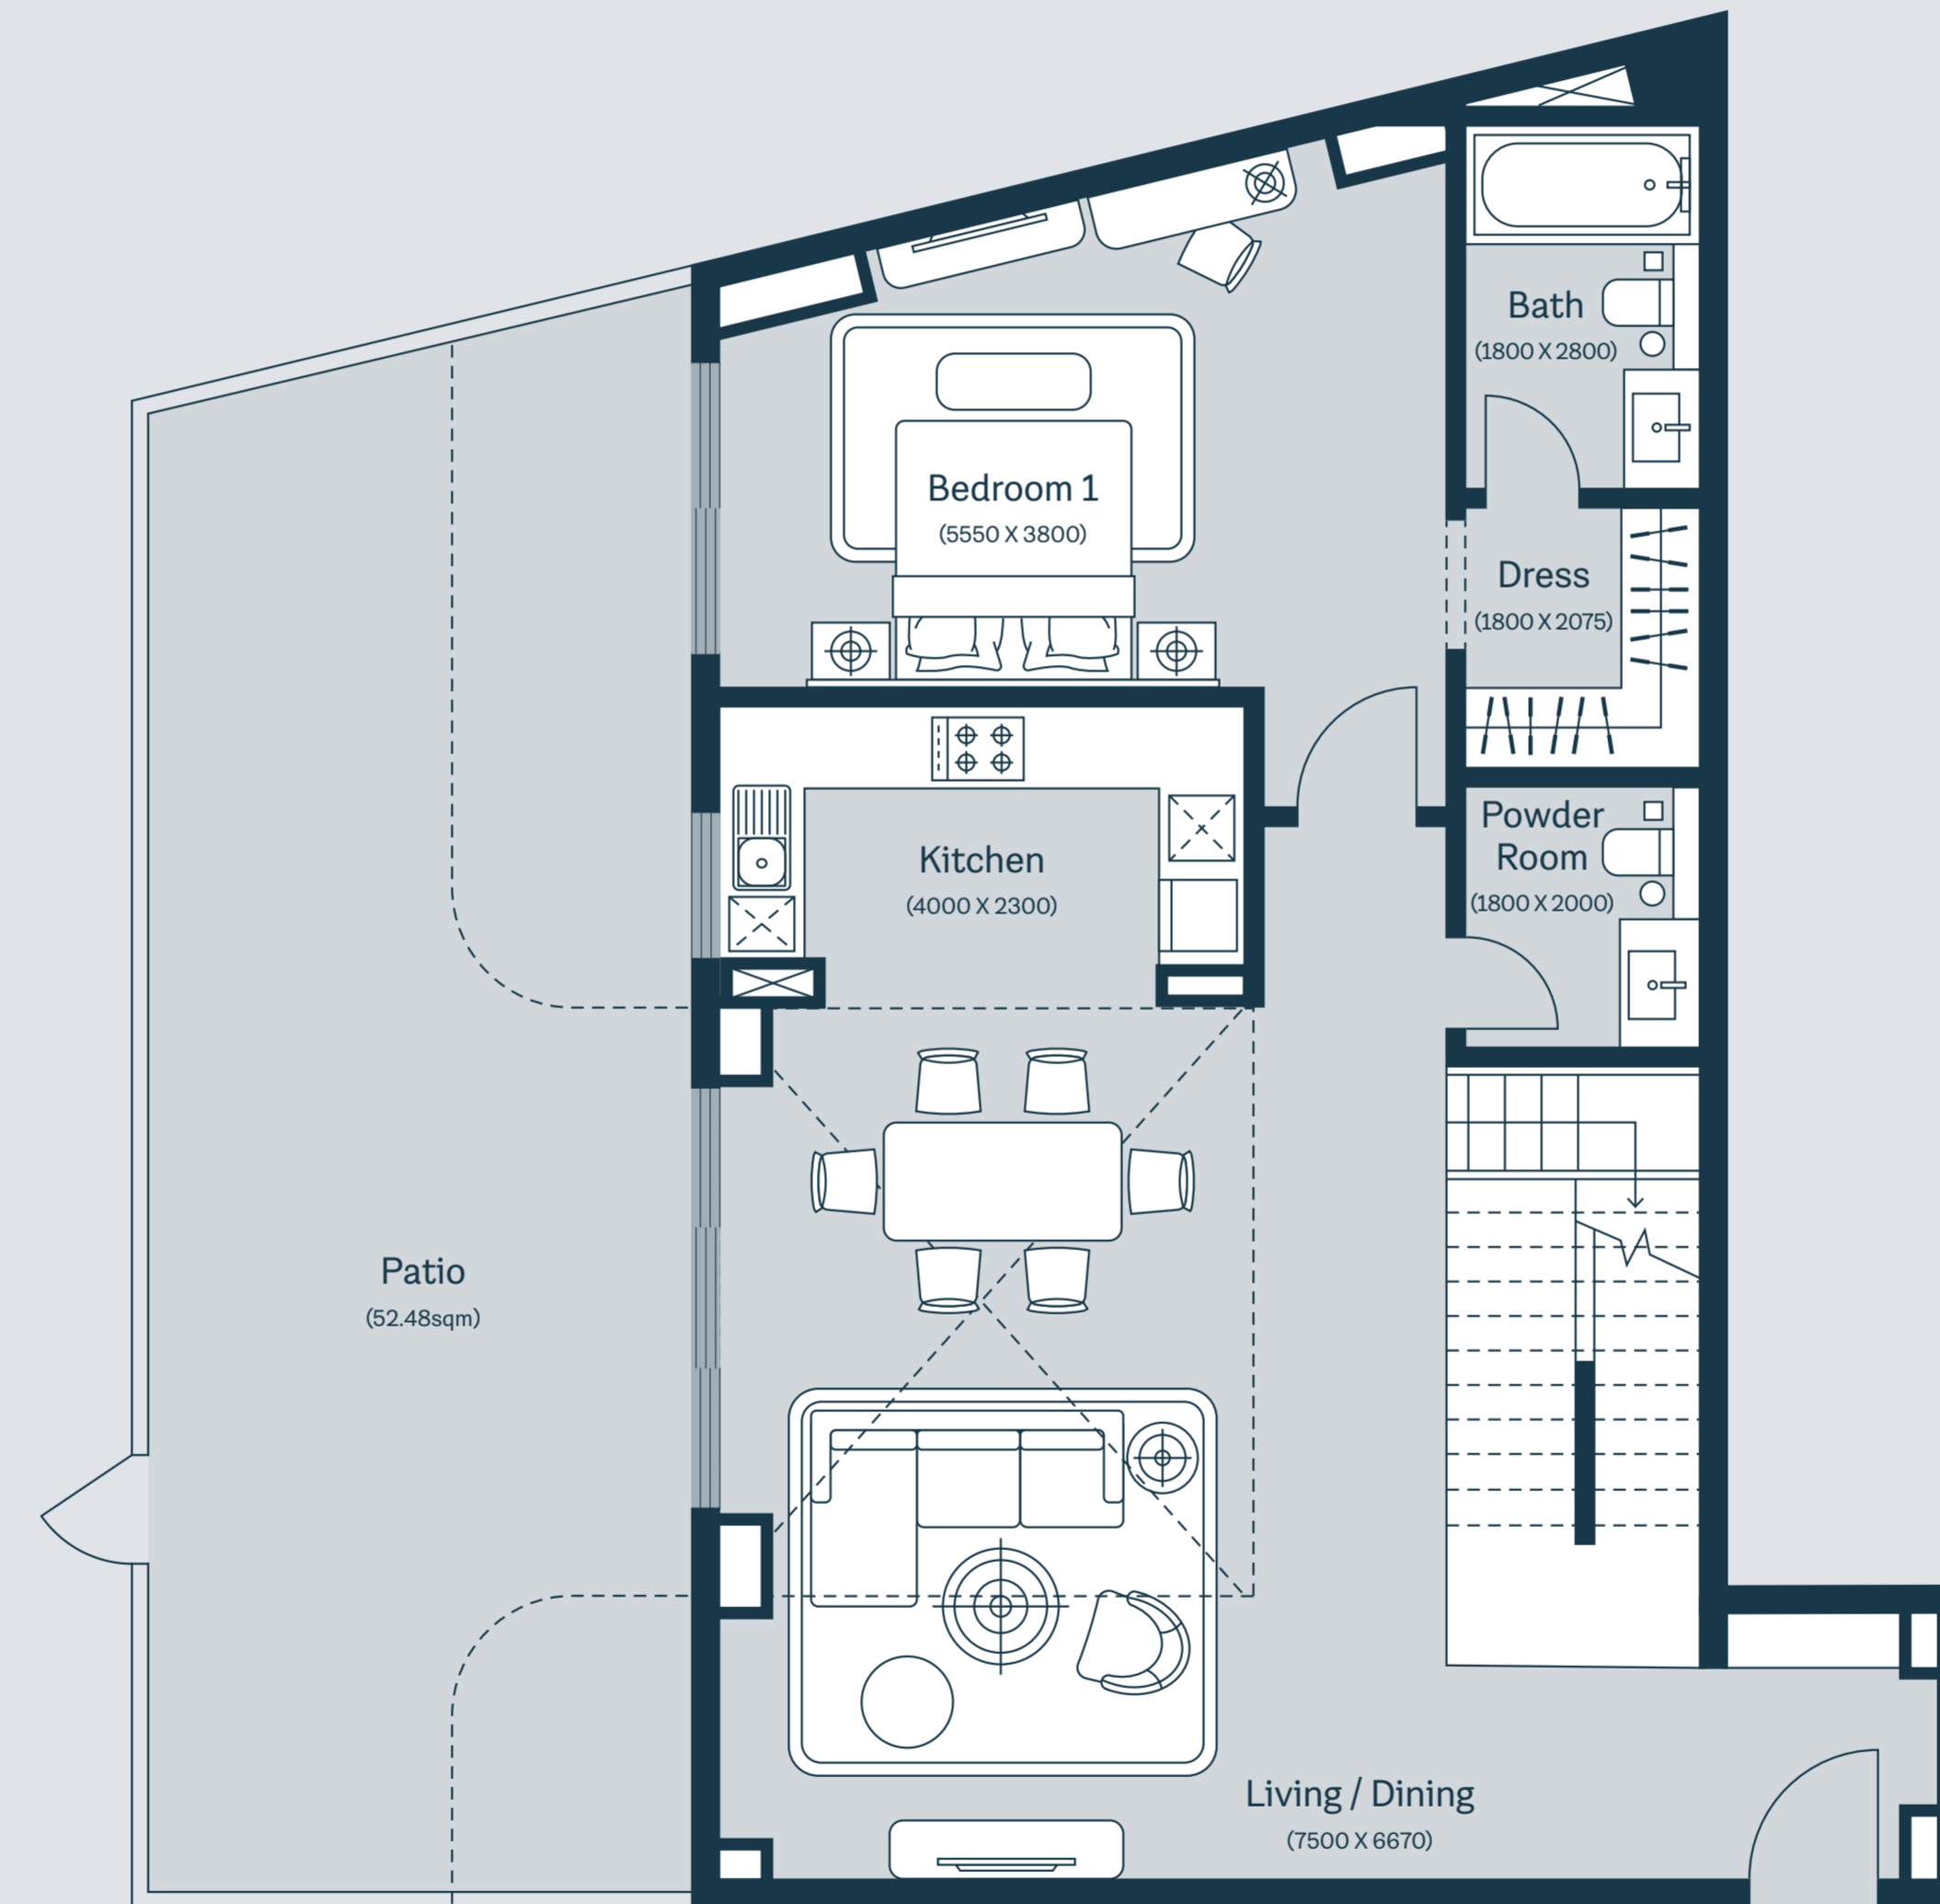 Bath
(1800 X 2800)
Bedroom 1
(5550 X 3800)
Dress
(1800 X 2075)
Powder
Room
(1800 X 2000)
Kitchen
(4000 X 2300)
Patio
(52.48sqm)
Living / Dining
(7500 X 6670)